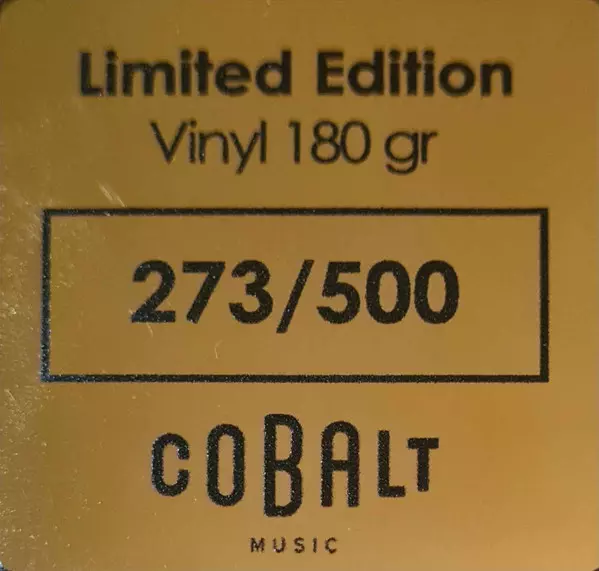 Limited Edition
Vinyl 180 gr
273/500
COBALT
MUSIC